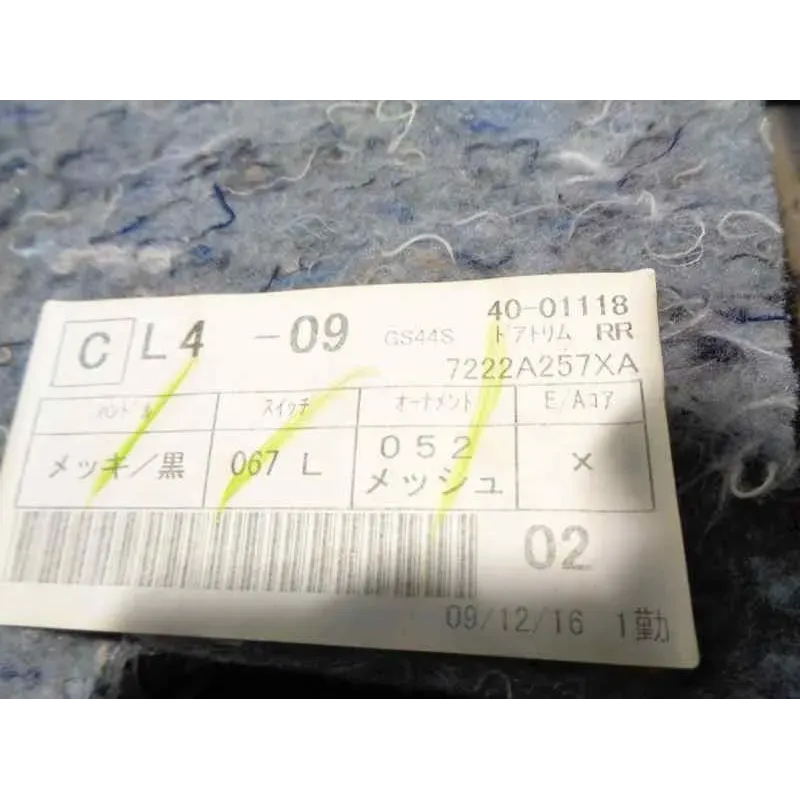 40-01118
C L4 -09 GS44S ドアトリム RR
7222A257XA
ハンドル スイッチ オーナメント E/Aコア
メッキ/黒 067 L 052 ×
メッシュ
02
09/12/16 1勤